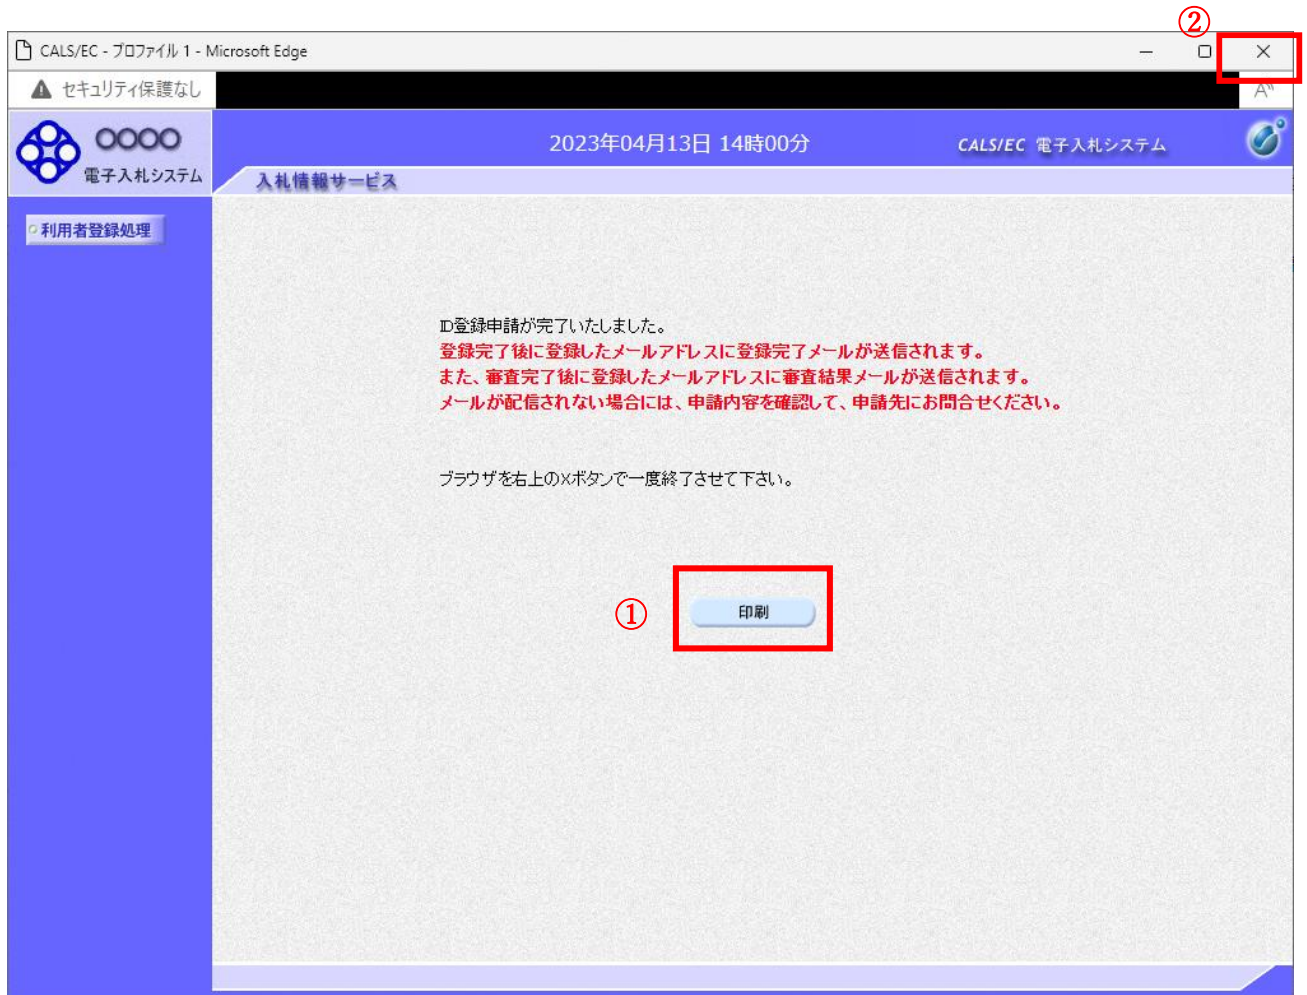 ②
CALS/EC - プロファイル 1 - Microsoft Edge
セキュリティ保護なし
○○○○
電子入札システム
2023年04月13日 14時00分
CALS/EC 電子入札システム
入札情報サービス
利用者登録処理
ID登録申請が完了いたしました。
登録完了後に登録したメールアドレスに登録完了メールが送信されます。
また、審査完了後に登録したメールアドレスに審査結果メールが送信されます。
メールが配信されない場合には、申請内容を確認して、申請先にお問合せください。
ブラウザを右上の×ボタンで一度終了させて下さい。
①
印刷